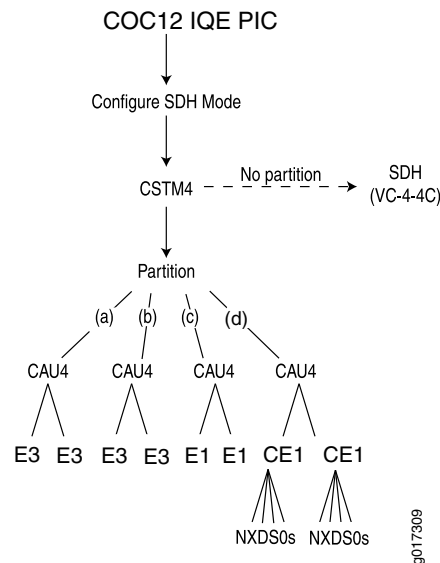 COC12 IQE PIC
Configure SDH Mode
CSTM4
No partition
SDH
(VC-4-4C)
Partition
(a)
(b)
(c)
(d)
CAU4
CAU4
CAU4
CAU4
E3
E3
E3
E3
E1
E1
CE1
CE1
NXDS0s
NXDS0s
g017309